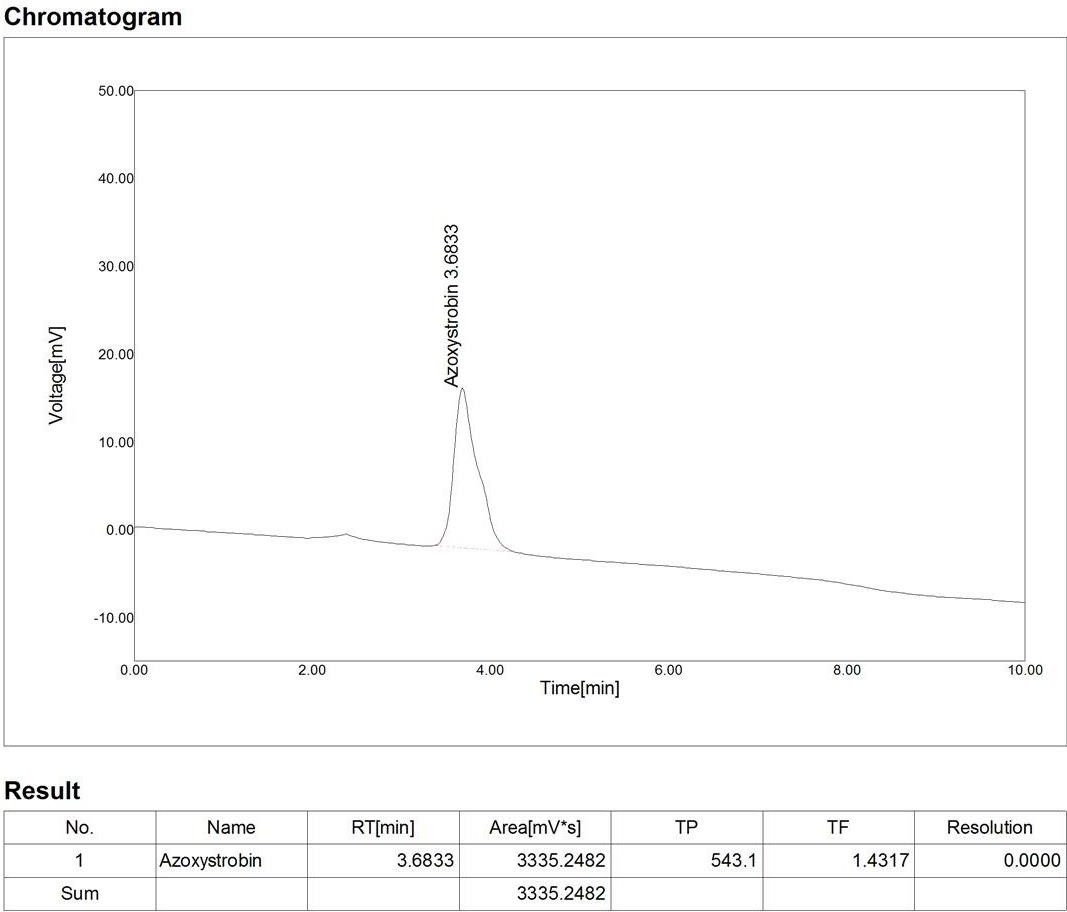 Chromatogram
50.00
40.00
30.00
20.00
10.00
0.00
-10.00
Voltage[mV]
Azoxystrobin 3.6833
0.00 2.00 4.00 6.00 8.00 10.00
Time[min]
Result
No. Name RT[min] Area[mV*s] TP TF Resolution
1 Azoxystrobin 3.6833 3335.2482 543.1 1.4317 0.0000
Sum 3335.2482